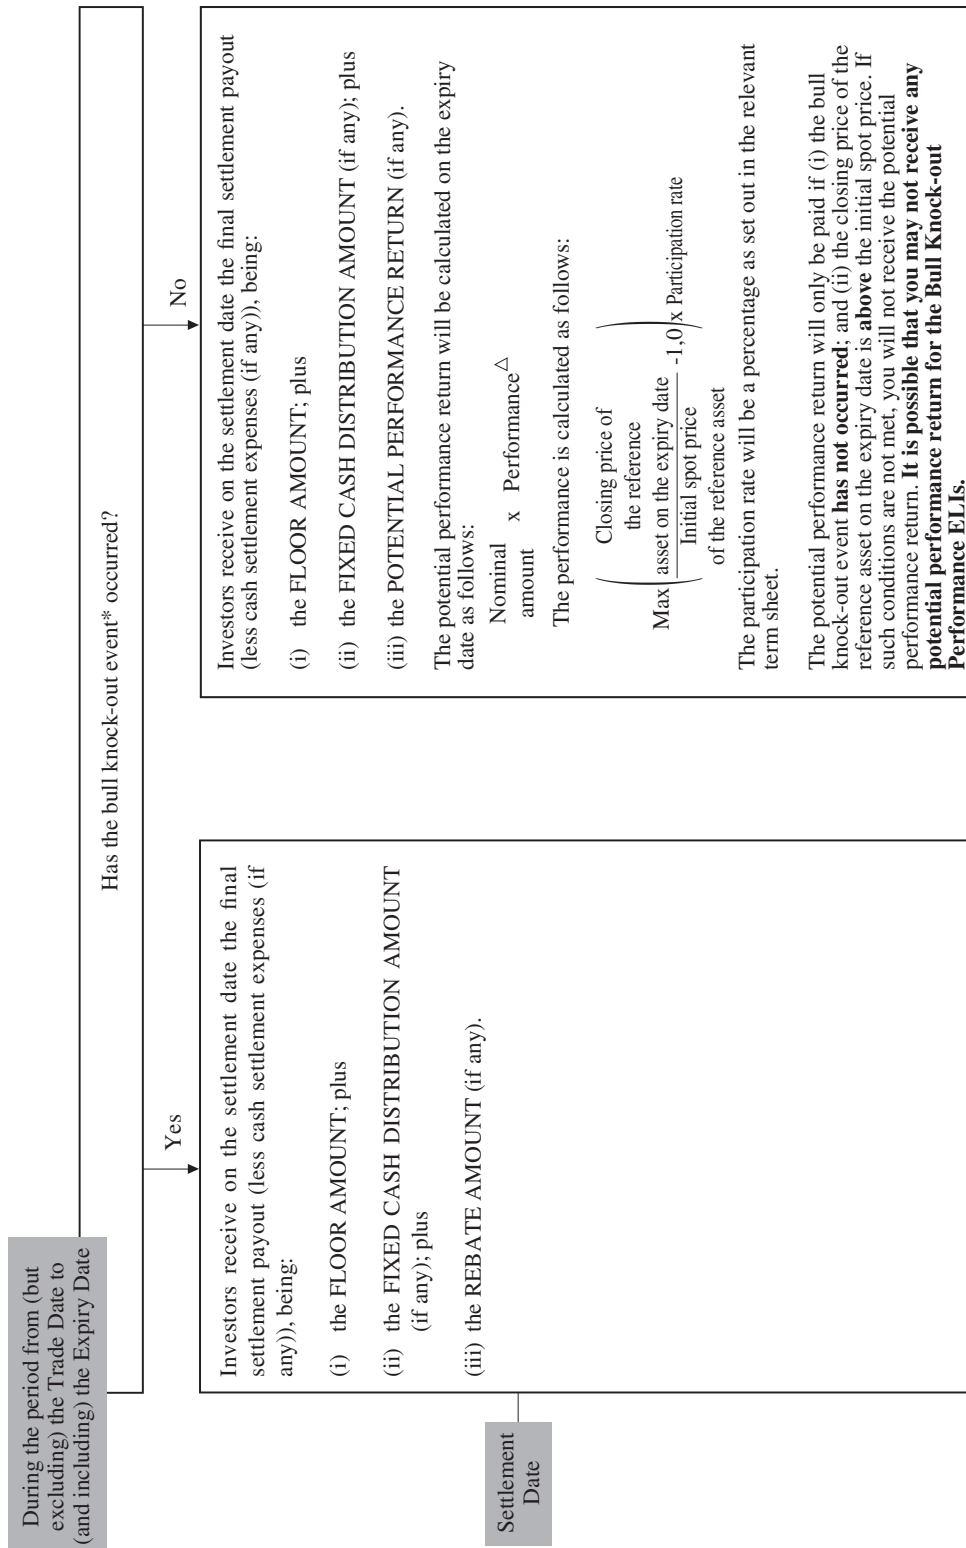 During the period from (but
excluding) the Trade Date to
(and including) the Expiry Date
Has the bull knock-out event* occurred?
Yes
No
Settlement
Date
Investors receive on the settlement date the final
settlement payout (less cash settlement expenses (if
any)), being:
(i) the FLOOR AMOUNT; plus
(ii) the FIXED CASH DISTRIBUTION AMOUNT
(if any); plus
(iii) the REBATE AMOUNT (if any).
Investors receive on the settlement date the final settlement payout
(less cash settlement expenses (if any)), being:
(i) the FLOOR AMOUNT; plus
(ii) the FIXED CASH DISTRIBUTION AMOUNT (if any); plus
(iii) the POTENTIAL PERFORMANCE RETURN (if any).
The potential performance return will be calculated on the expiry
date as follows:
Nominal
amount x Performance△
The performance is calculated as follows:
Closing price of
the reference
Max ( asset on the expiry date -1,0 ) x Participation rate
Initial spot price
of the reference asset
The participation rate will be a percentage as set out in the relevant
term sheet.
The potential performance return will only be paid if (i) the bull
knock-out event has not occurred; and (ii) the closing price of the
reference asset on the expiry date is above the initial spot price. If
such conditions are not met, you will not receive the potential
performance return. It is possible that you may not receive any
potential performance return for the Bull Knock-out
Performance ELIs.